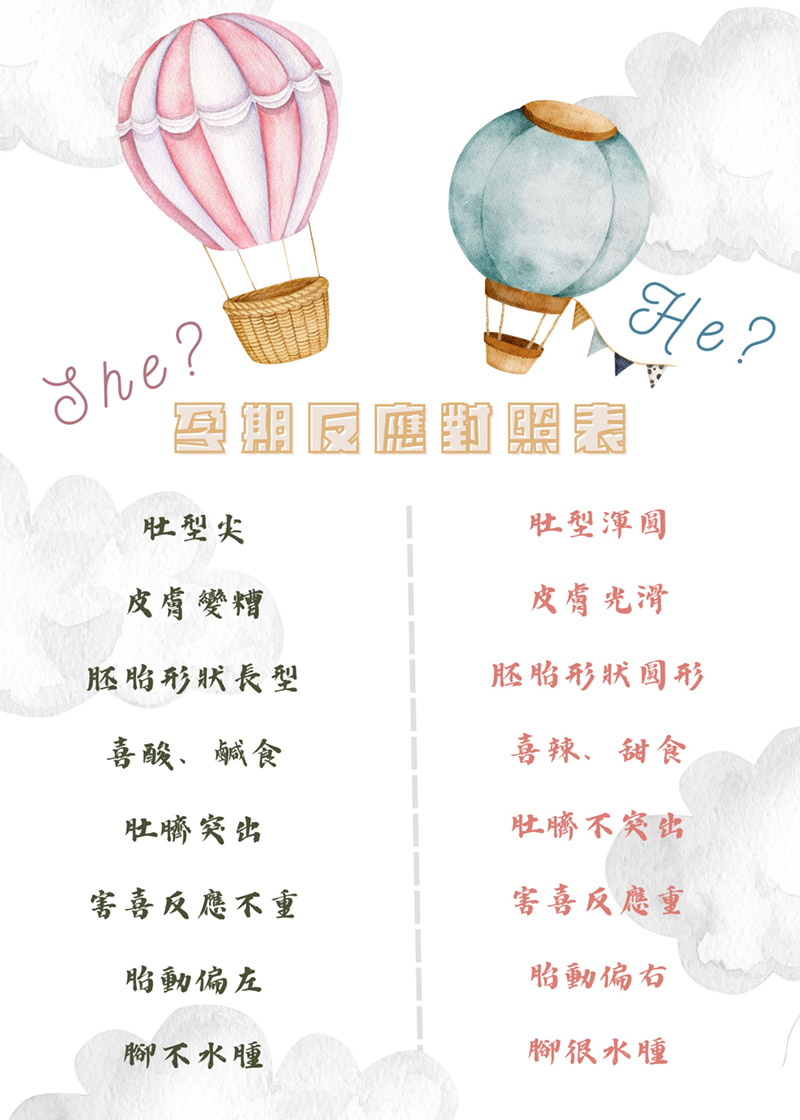 She?
He?
孕期反應對照表
肚型尖
皮膚變糟
胚胎形狀長型
喜酸、鹹食
肚臍突出
害喜反應不重
胎動偏左
腳不水腫
肚型渾圓
皮膚光滑
胚胎形狀圓形
喜辣、甜食
肚臍不突出
害喜反應重
胎動偏右
腳很水腫